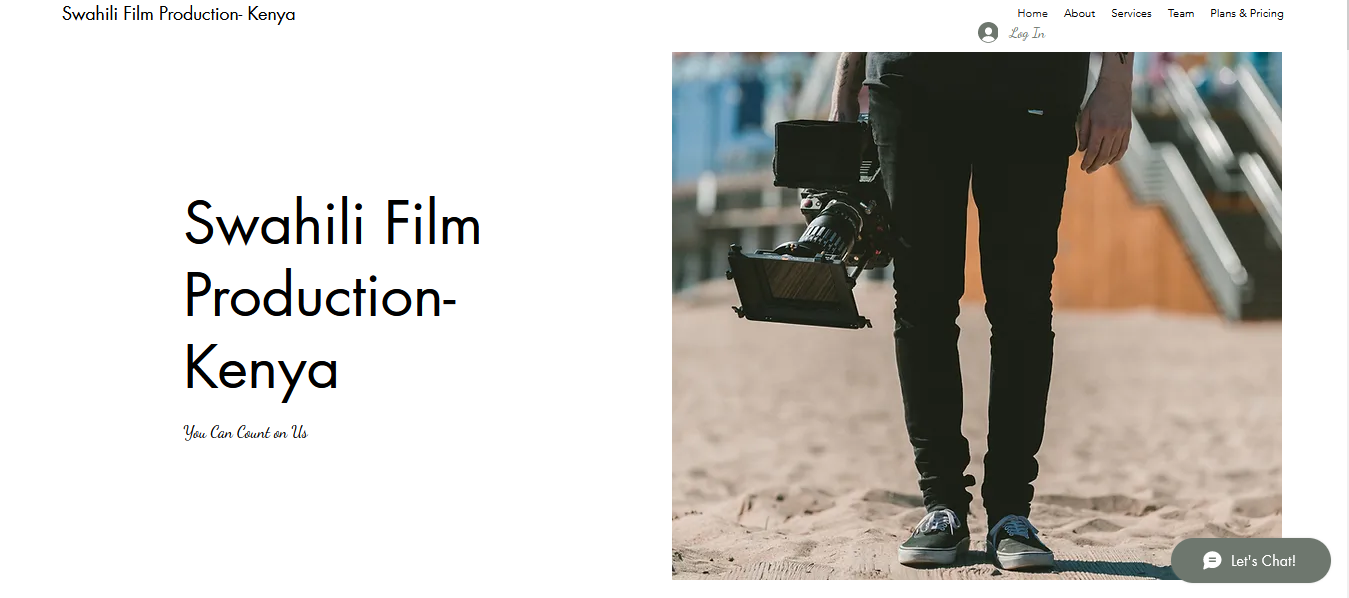 Swahili Film Production- Kenya
Home About Services Team Plans & Pricing
Log In
Swahili Film
Production-
Kenya
You Can Count on Us
Let's Chat!